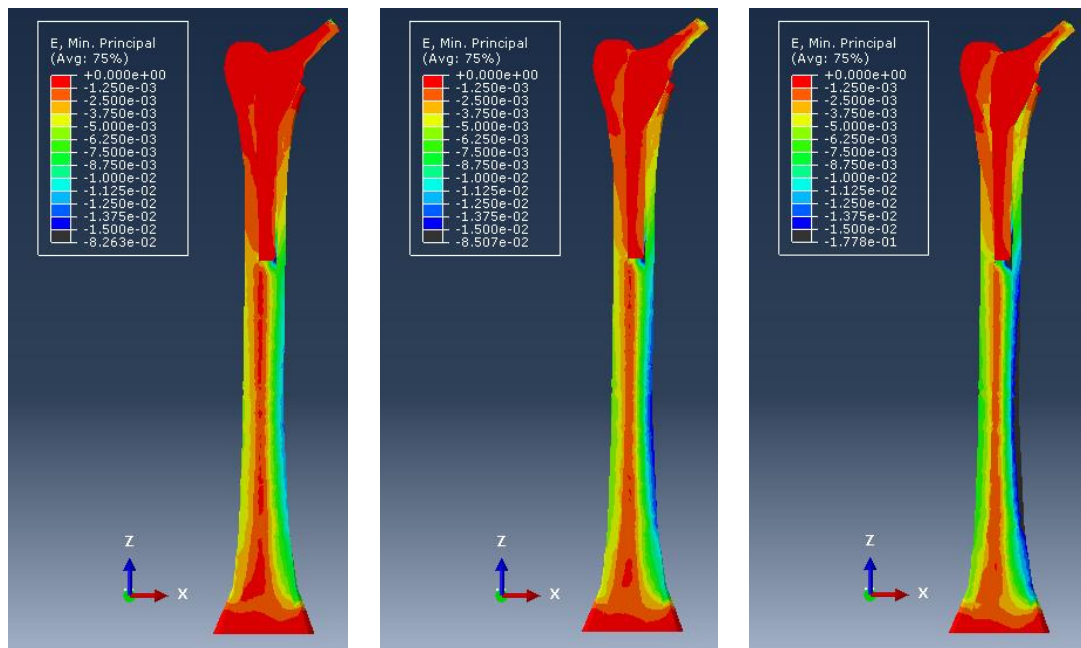 E, Min. Principal
(Avg: 75%)
+0.000e+00
-1.250e-03
-2.500e-03
-3.750e-03
-5.000e-03
-6.250e-03
-7.500e-03
-8.750e-03
-1.000e-02
-1.125e-02
-1.250e-02
-1.375e-02
-1.500e-02
-8.263e-02
Z
X
E, Min. Principal
(Avg: 75%)
+0.000e+00
-1.250e-03
-2.500e-03
-3.750e-03
-5.000e-03
-6.250e-03
-7.500e-03
-8.750e-03
-1.000e-02
-1.125e-02
-1.250e-02
-1.375e-02
-1.500e-02
-8.507e-02
Z
X
E, Min. Principal
(Avg: 75%)
+0.000e+00
-1.250e-03
-2.500e-03
-3.750e-03
-5.000e-03
-6.250e-03
-7.500e-03
-8.750e-03
-1.000e-02
-1.125e-02
-1.250e-02
-1.375e-02
-1.500e-02
-1.778e-01
Z
X